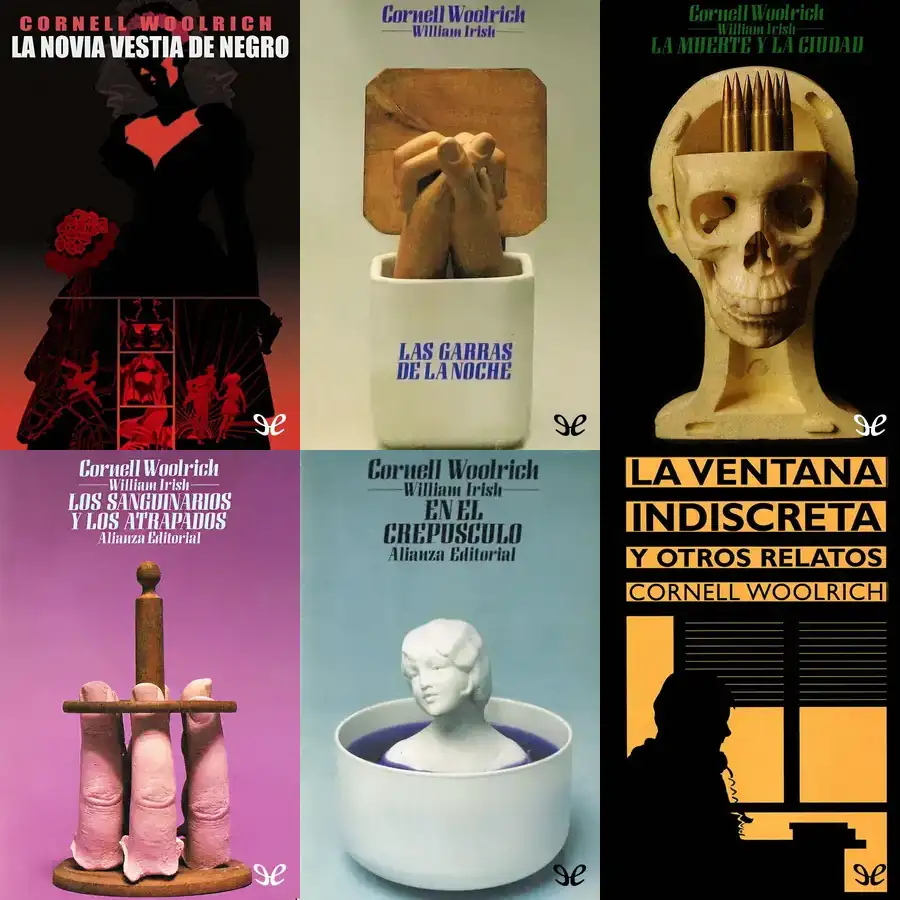 CORNELL WOOLRICH
LA NOVIA VESTIA DE NEGRO
Cornell Woolrich
William Irish
LAS GARRAS
DE LA NOCHE
Cornell Woolrich
William Irish
LA MUERTE Y LA CIUDAD
Cornell Woolrich
William Irish
LOS SANGUINARIOS
Y LOS ATRAPADOS
Alianza Editorial
Cornell Woolrich
William Irish
EN EL
CREPUSCULO
Alianza Editorial
LA VENTANA
INDISCRETA
Y OTROS RELATOS
CORNELL WOOLRICH